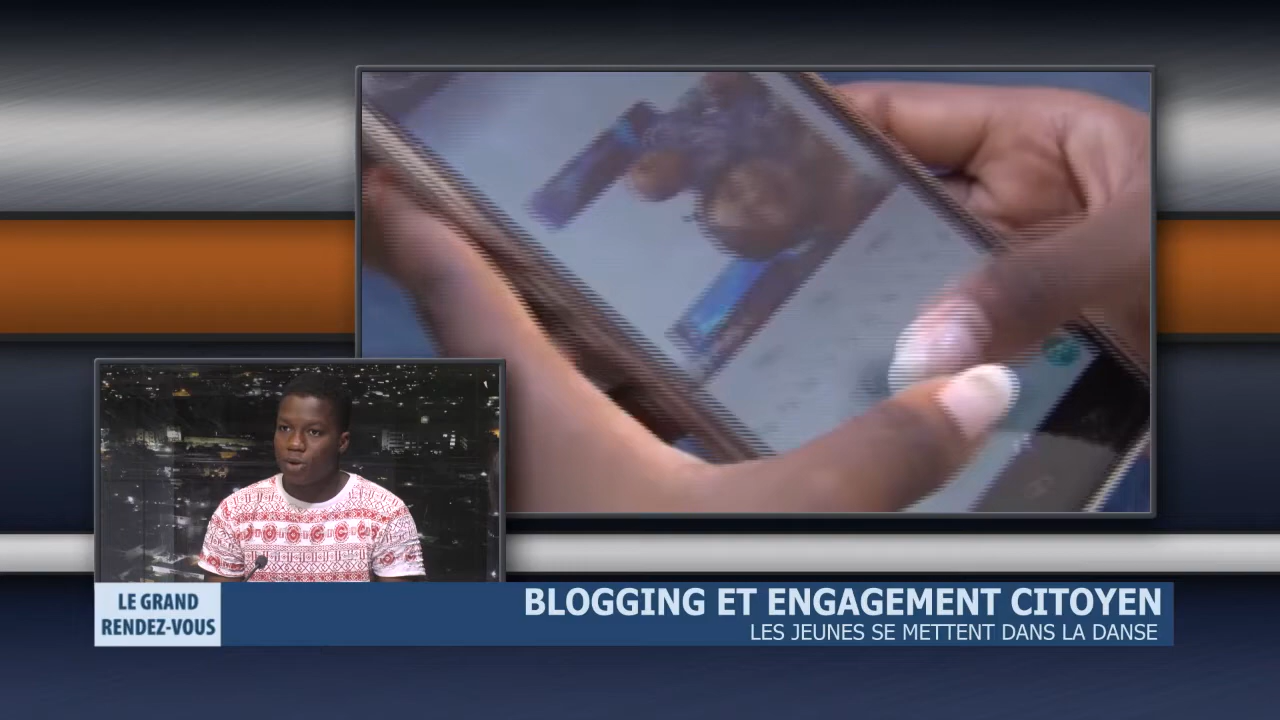 LE GRAND
RENDEZ-VOUS
BLOGGING ET ENGAGEMENT CITOYEN
LES JEUNES SE METTENT DANS LA DANSE